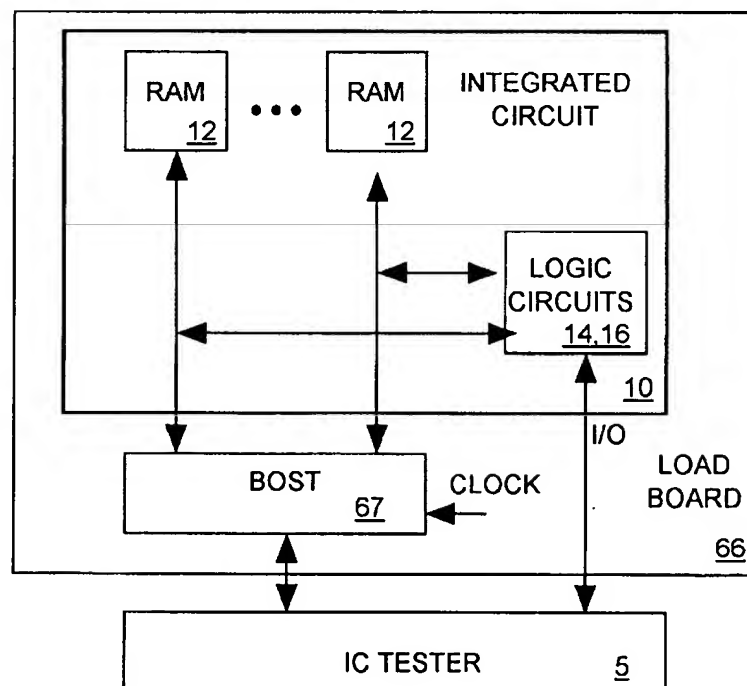 RAM
12
RAM
12
INTEGRATED
CIRCUIT
LOGIC
CIRCUITS
14,16
10
I/O
BOST
67
CLOCK
LOAD
BOARD
66
IC TESTER
5